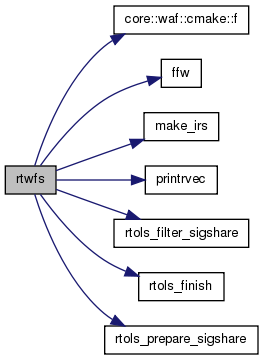 core::waf::cmake::f
ffw
make_irs
rtwfs
printrvec
rtols_filter_sigshare
rtols_finish
rtols_prepare_sigshare